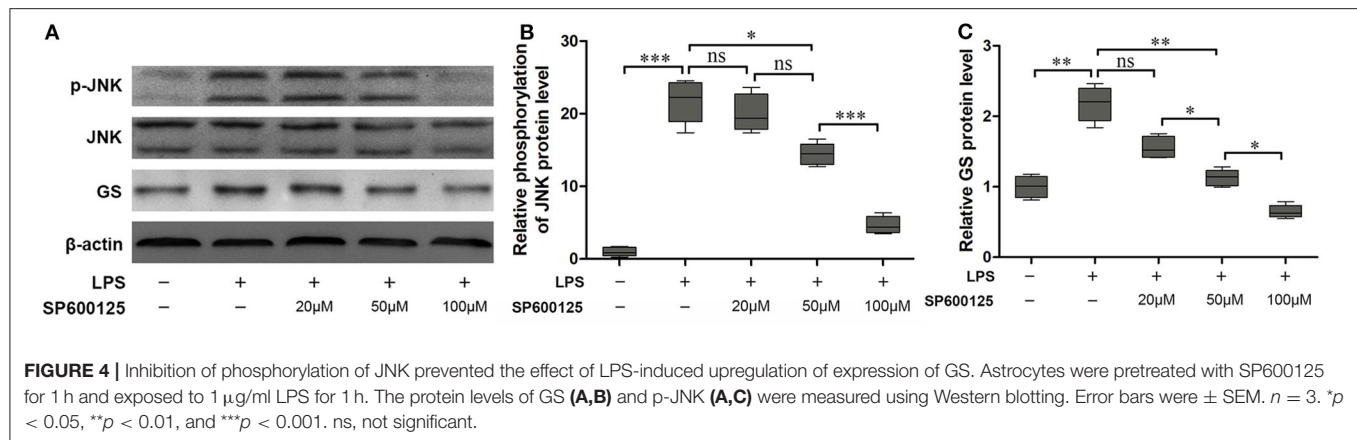 A
p-JNK
JNK
GS
β-actin
LPS − + + + +
SP600125 − − 20μM 50μM 100μM
B
Relative phosphorylation
of JNK protein level
30
20
10
0
*** ns * ns ***
LPS − + + + +
SP600125 − − 20μM 50μM 100μM
C
Relative GS protein level
3
2
1
0
** ns ** * *
LPS − + + + +
SP600125 − − 20μM 50μM 100μM
FIGURE 4 | Inhibition of phosphorylation of JNK prevented the effect of LPS-induced upregulation of expression of GS. Astrocytes were pretreated with SP600125
for 1 h and exposed to 1 μg/ml LPS for 1 h. The protein levels of GS (A,B) and p-JNK (A,C) were measured using Western blotting. Error bars were ± SEM. n = 3. *p
< 0.05, **p < 0.01, and ***p < 0.001. ns, not significant.